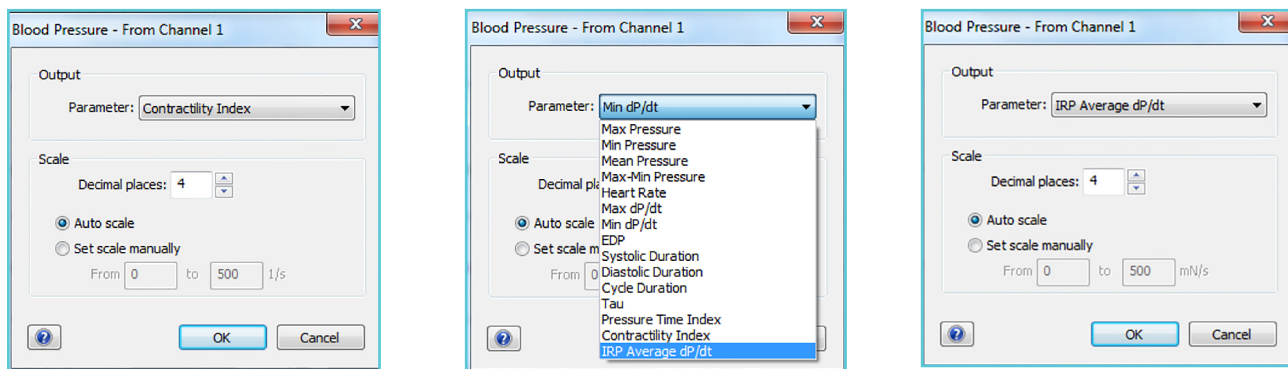 Blood Pressure - From Channel 1
Output
Parameter: Contractility Index
Scale
Decimal places: 4
Auto scale
Set scale manually
From 0 to 500 1/s
OK Cancel
Blood Pressure - From Channel 1
Output
Parameter: Min dP/dt
Max Pressure
Min Pressure
Mean Pressure
Max-Min Pressure
Heart Rate
Max dP/dt
Min dP/dt
EDP
Systolic Duration
Diastolic Duration
Cycle Duration
Tau
Pressure Time Index
Contractility Index
IRP Average dP/dt
Scale
Decimal pla
Auto scale
Set scale m
From 0
Blood Pressure - From Channel 1
Output
Parameter: IRP Average dP/dt
Scale
Decimal places: 4
Auto scale
Set scale manually
From 0 to 500 mN/s
OK Cancel